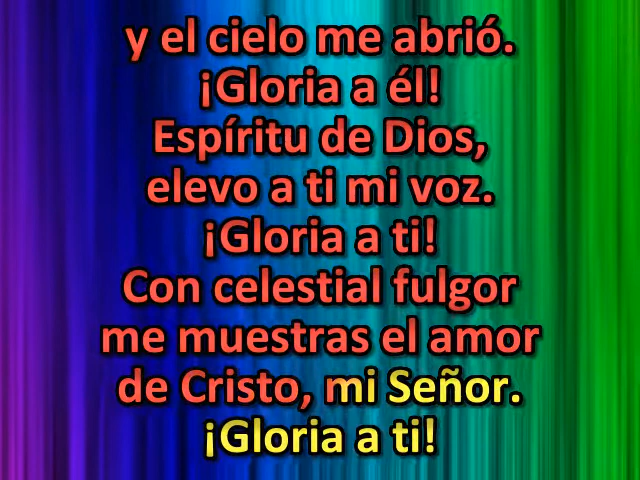 y el cielo me abrió.
¡Gloria a él!
Espíritu de Dios,
elevo a ti mi voz.
¡Gloria a ti!
Con celestial fulgor
me muestras el amor
de Cristo, mi Señor.
¡Gloria a ti!